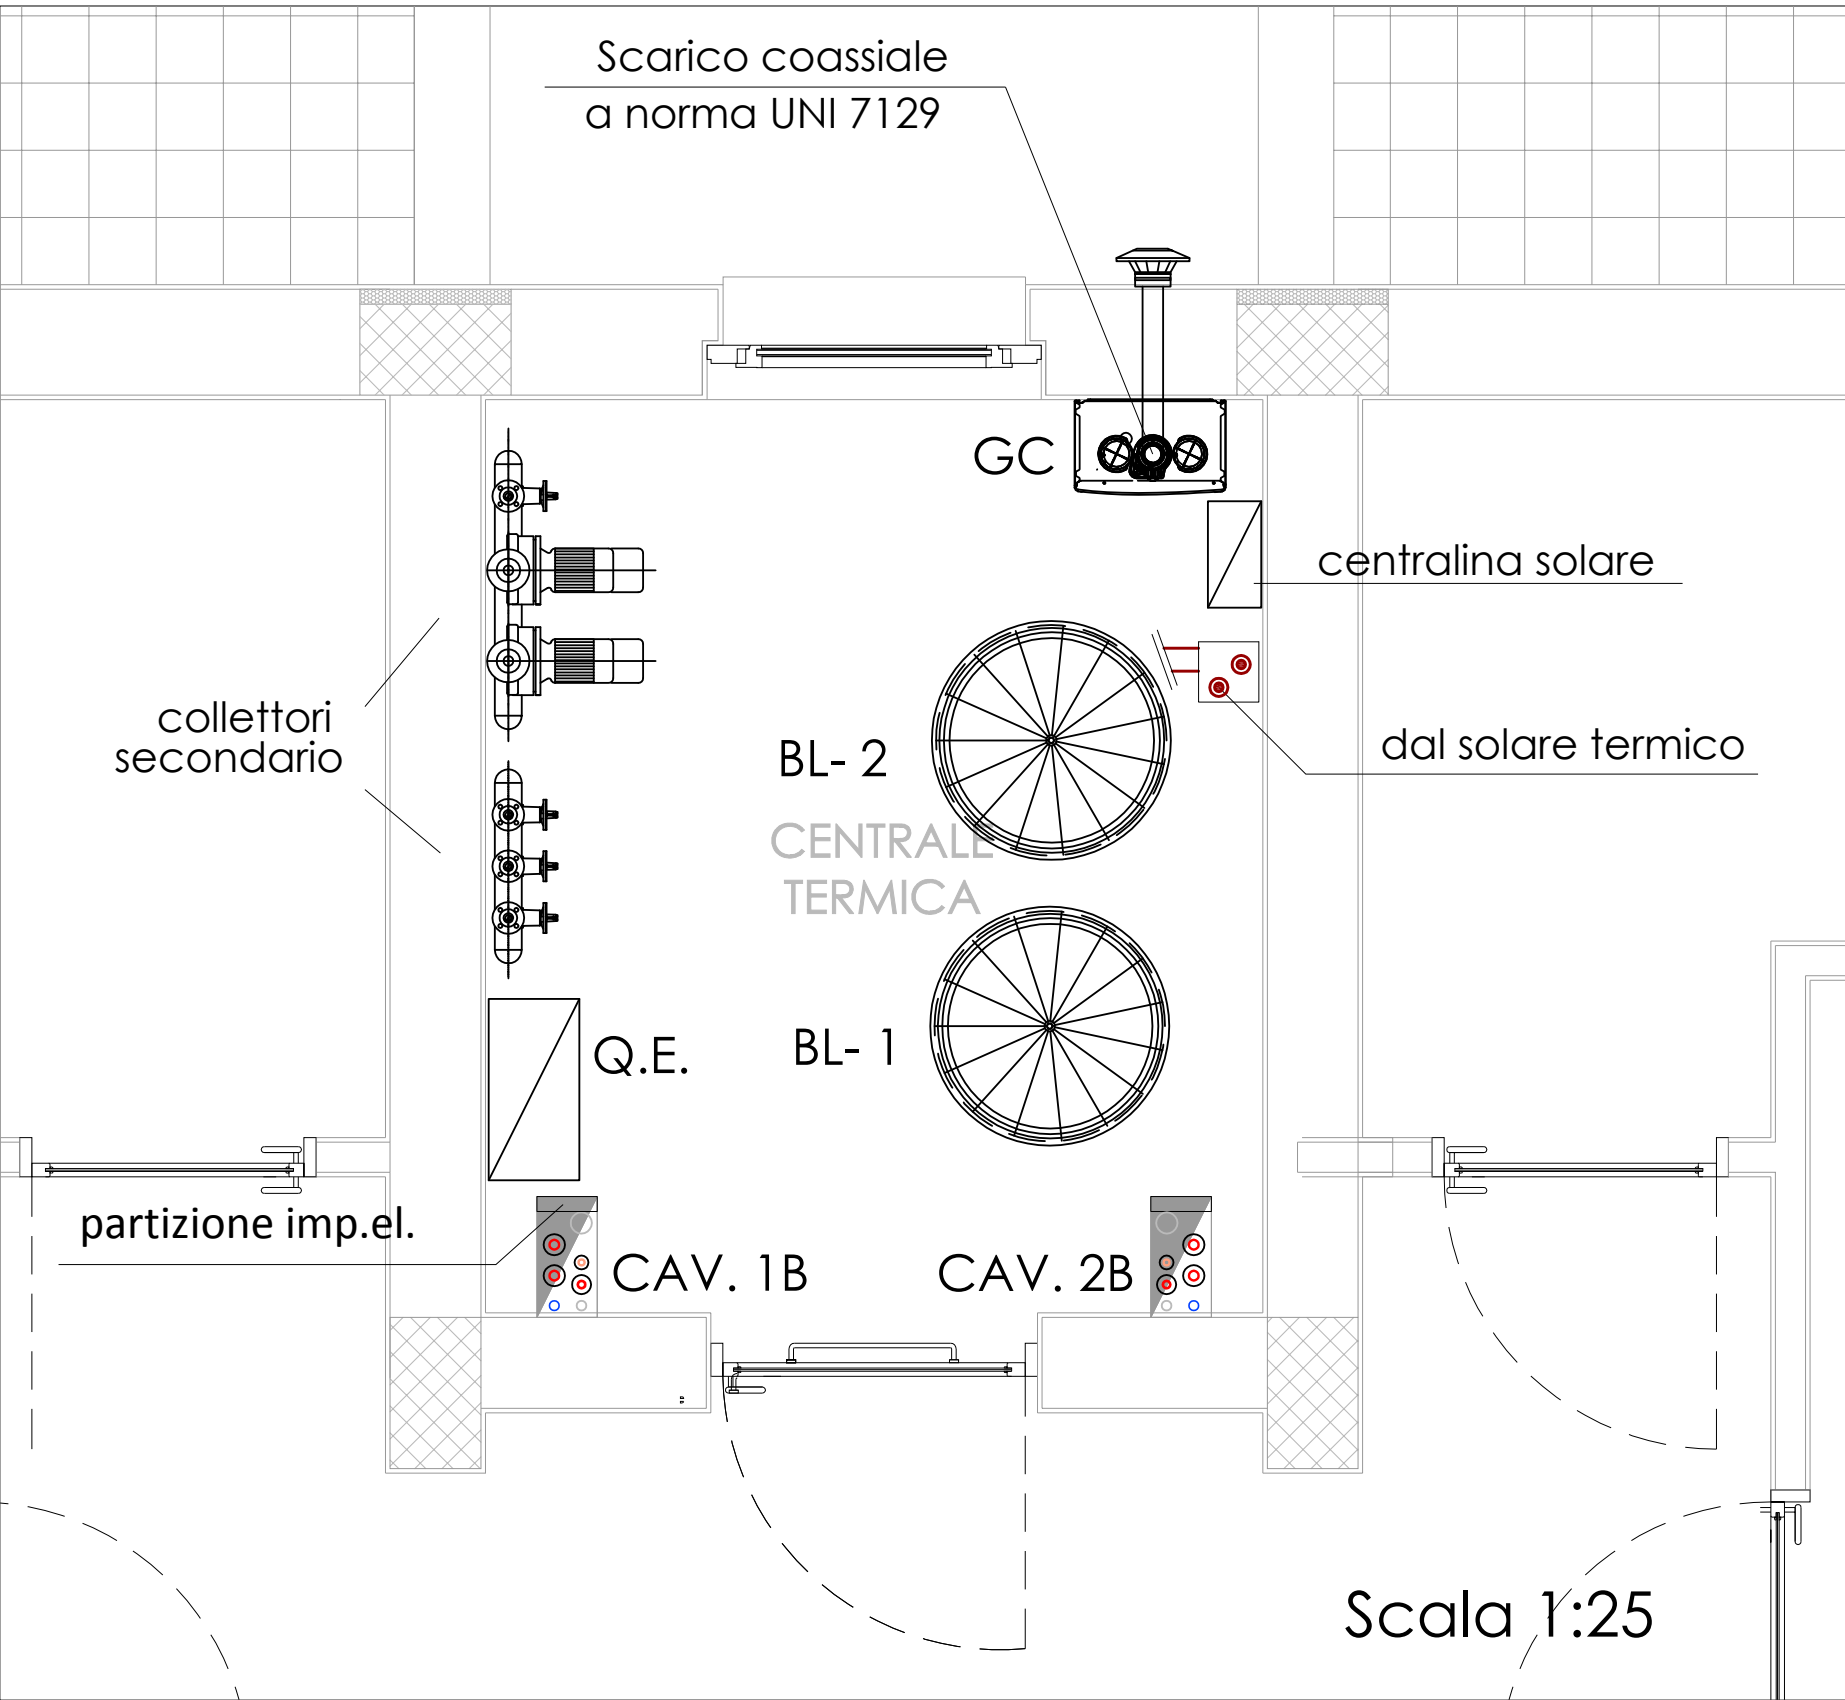 Scarico coassiale
a norma UNI 7129
GC
centralina solare
collettori
secondario
BL- 2
dal solare termico
CENTRALE
TERMICA
Q.E.
BL- 1
partizione imp.el.
CAV. 1B
CAV. 2B
Scala 1:25